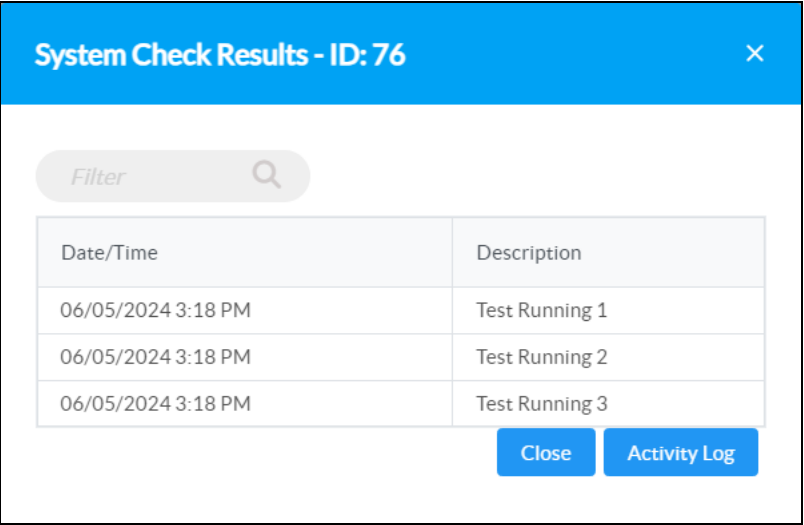 System Check Results - ID: 76
Filter
Date/Time Description
06/05/2024 3:18 PM Test Running 1
06/05/2024 3:18 PM Test Running 2
06/05/2024 3:18 PM Test Running 3
Close Activity Log